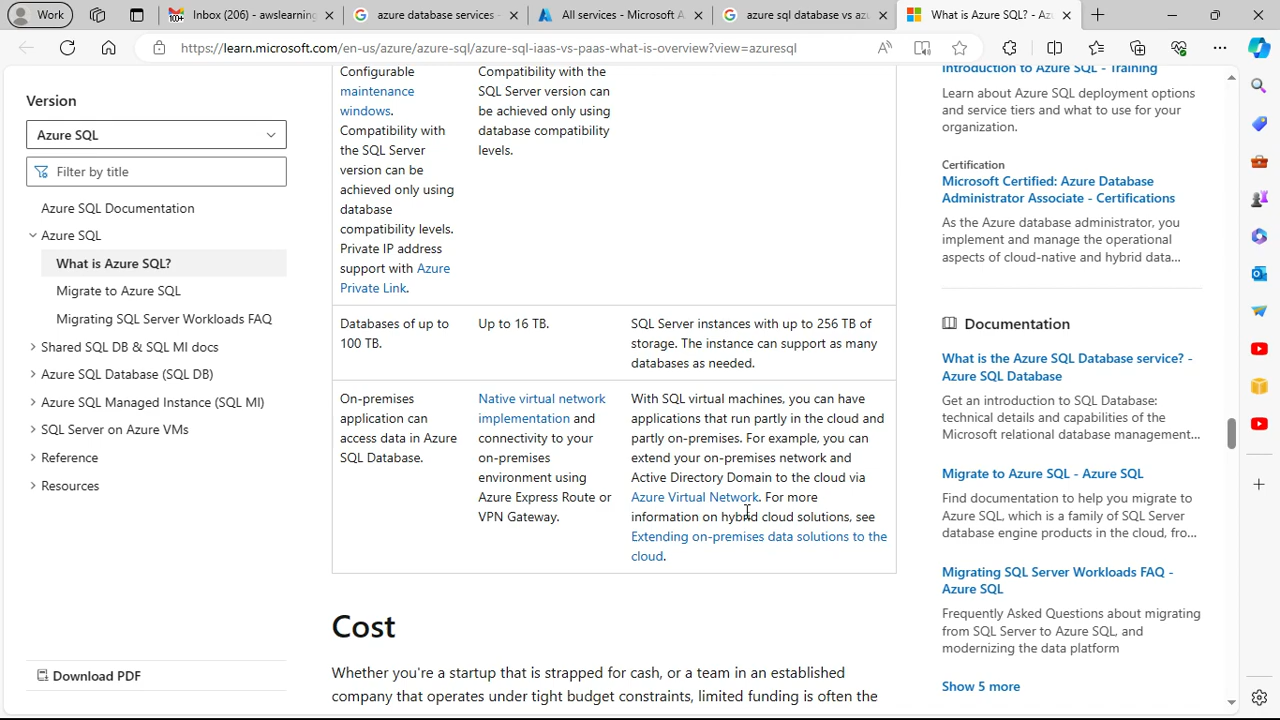 Work
Inbox (206) - awslearning
azure database services -
All services - Microsoft A
azure sql database vs az
What is Azure SQL? - Az
https://learn.microsoft.com/en-us/azure/azure-sql/azure-sql-iaas-vs-paas-what-is-overview?view=azuresql
Version
Azure SQL
Filter by title
Azure SQL Documentation
Azure SQL
What is Azure SQL?
Migrate to Azure SQL
Migrating SQL Server Workloads FAQ
Shared SQL DB & SQL MI docs
Azure SQL Database (SQL DB)
Azure SQL Managed Instance (SQL MI)
SQL Server on Azure VMs
Reference
Resources
Download PDF
Configurable
maintenance
windows.
Compatibility with
the SQL Server
version can be
achieved only using
database
compatibility levels.
Private IP address
support with Azure
Private Link.
Compatibility with the
SQL Server version can
be achieved only using
database compatibility
levels.
Databases of up to
100 TB.
Up to 16 TB.
SQL Server instances with up to 256 TB of
storage. The instance can support as many
databases as needed.
On-premises
application can
access data in Azure
SQL Database.
Native virtual network
implementation and
connectivity to your
on-premises
environment using
Azure Express Route or
VPN Gateway.
With SQL virtual machines, you can have
applications that run partly in the cloud and
partly on-premises. For example, you can
extend your on-premises network and
Active Directory Domain to the cloud via
Azure Virtual Network. For more
information on hybrid cloud solutions, see
Extending on-premises data solutions to the
cloud.
Cost
Whether you're a startup that is strapped for cash, or a team in an established
company that operates under tight budget constraints, limited funding is often the
Introduction to Azure SQL - Training
Learn about Azure SQL deployment options
and service tiers and what to use for your
organization.
Certification
Microsoft Certified: Azure Database
Administrator Associate - Certifications
As the Azure database administrator, you
implement and manage the operational
aspects of cloud-native and hybrid data...
Documentation
What is the Azure SQL Database service? -
Azure SQL Database
Get an introduction to SQL Database:
technical details and capabilities of the
Microsoft relational database management...
Migrate to Azure SQL - Azure SQL
Find documentation to help you migrate to
Azure SQL, which is a family of SQL Server
database engine products in the cloud, fro...
Migrating SQL Server Workloads FAQ -
Azure SQL
Frequently Asked Questions about migrating
from SQL Server to Azure SQL, and
modernizing the data platform
Show 5 more